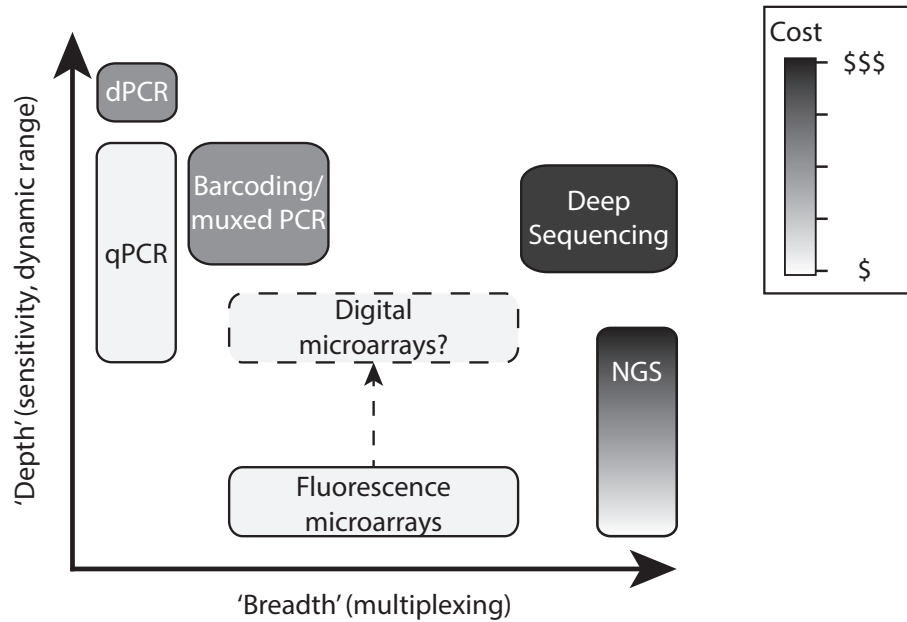 Cost
$$$
$
dPCR
qPCR
Barcoding/
muxed PCR
Deep
Sequencing
Digital
microarrays?
NGS
Fluorescence
microarrays
‘Depth’ (sensitivity, dynamic range)
‘Breadth’ (multiplexing)